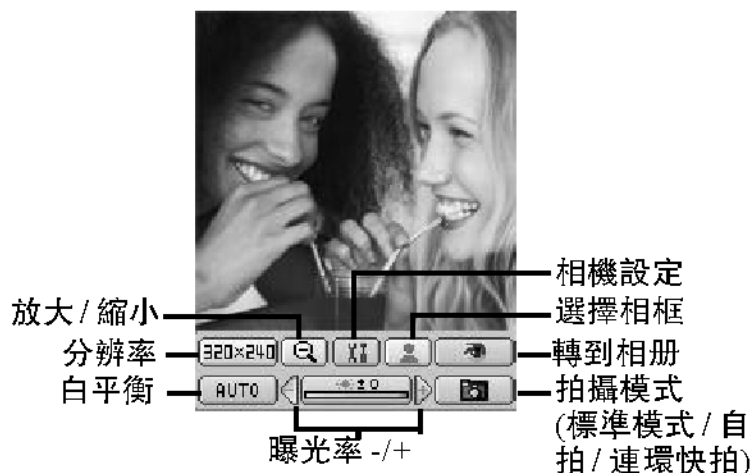 相機設定
放大 / 縮小
選擇相框
分辨率
320×240
轉到相册
白平衡
AUTO
± 0
拍攝模式
(標準模式 / 自
拍 / 連環快拍)
曝光率 -/+